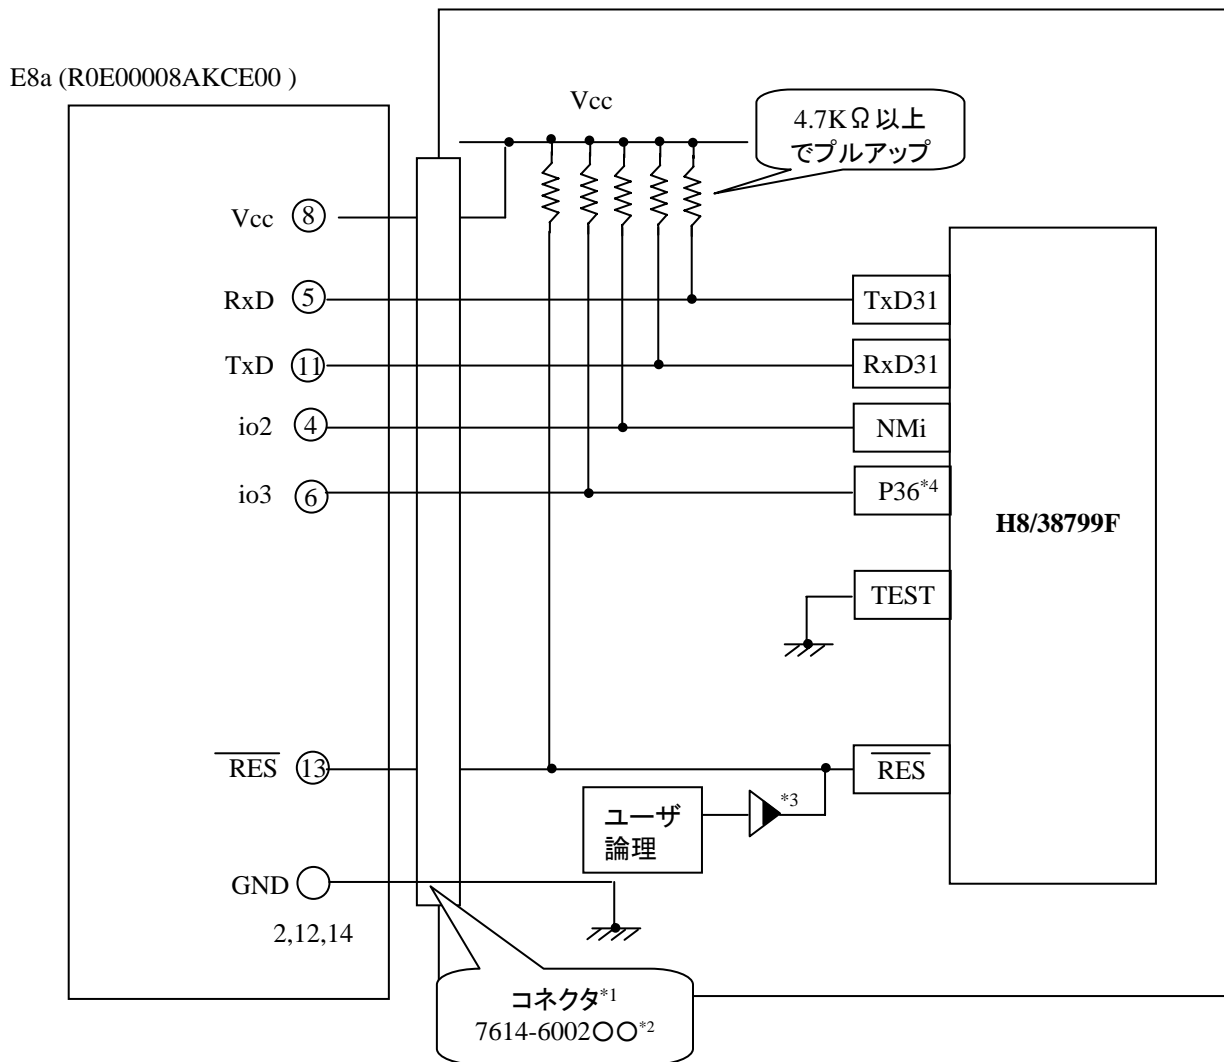 E8a (R0E00008AKCE00 )
Vcc
4.7KΩ以上
でプルアップ
Vcc ⑧
RxD ⑤
TxD31
TxD ⑪
RxD31
io2 ④
NMi
io3 ⑥
P36*4
H8/38799F
TEST
RES ⑬
RES
*3
ユーザ
論理
GND
2,12,14
コネクタ*1
7614-6002〇〇*2